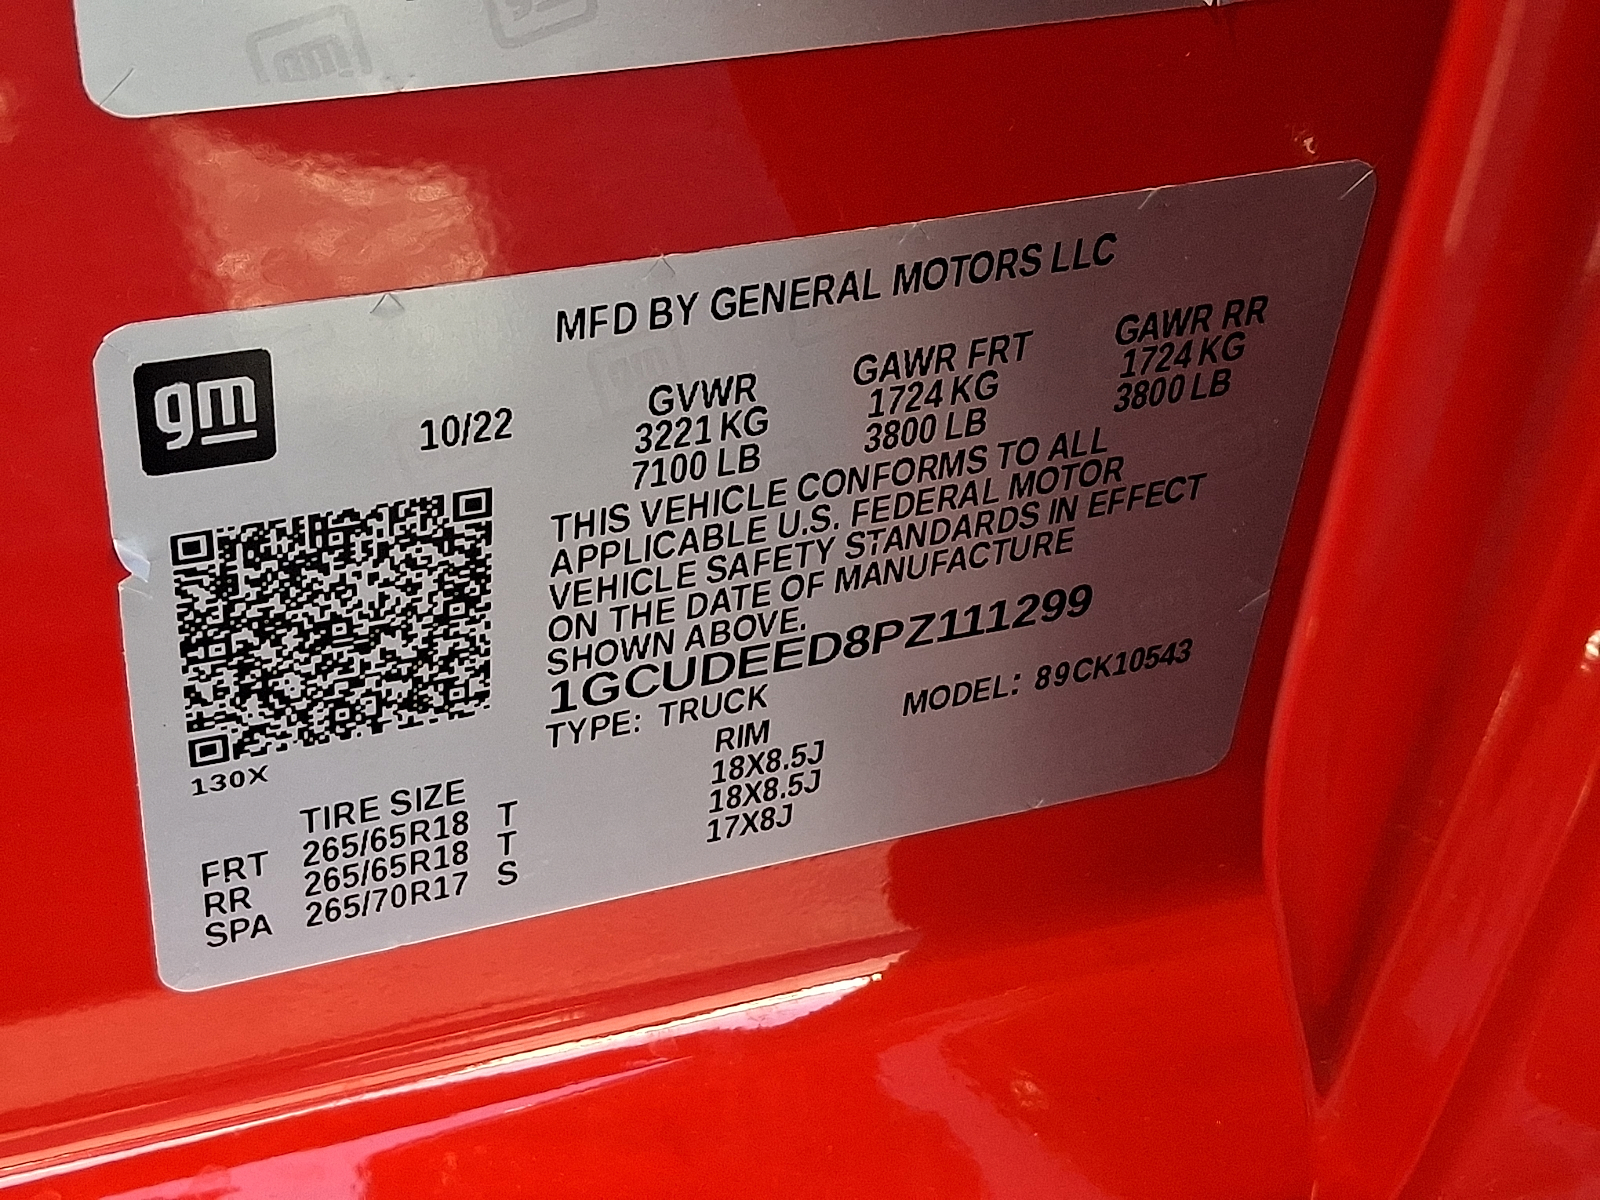 MFD BY GENERAL MOTORS LLC
gm
10/22
GVWR GAWR FRT GAWR RR
3221 KG 1724 KG 1724 KG
7100 LB 3800 LB 3800 LB
THIS VEHICLE CONFORMS TO ALL
APPLICABLE U.S. FEDERAL MOTOR
VEHICLE SAFETY STANDARDS IN EFFECT
ON THE DATE OF MANUFACTURE
SHOWN ABOVE.
1GCUDEED8PZ111299
TYPE: TRUCK MODEL: 89CK10543
130X
TIRE SIZE RIM
FRT 265/65R18 T 18X8.5J
RR 265/65R18 T 18X8.5J
SPA 265/70R17 S 17X8J